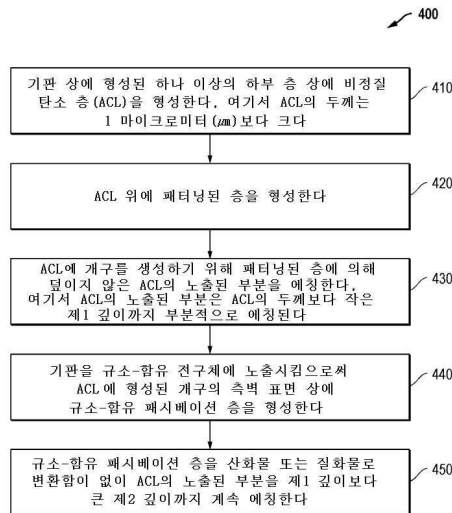 400
기판 상에 형성된 하나 이상의 하부 층 상에 비정질
탄소 층(ACL)을 형성한다. 여기서 ACL의 두께는
1 마이크로미터(㎛)보다 크다
410
ACL 위에 패터닝된 층을 형성한다
420
ACL에 개구를 생성하기 위해 패터닝된 층에 의해
덮이지 않은 ACL의 노출된 부분을 에칭한다.
여기서 ACL의 노출된 부분은 ACL의 두께보다 작은
제1 깊이까지 부분적으로 에칭된다
430
기판을 규소-함유 전구체에 노출시킴으로써
ACL에 형성된 개구의 측벽 표면 상에
규소-함유 패시베이션 층을 형성한다
440
규소-함유 패시베이션 층을 산화물 또는 질화물로
변환함이 없이 ACL의 노출된 부분을 제1 깊이보다
큰 제2 깊이까지 계속 에칭한다
450